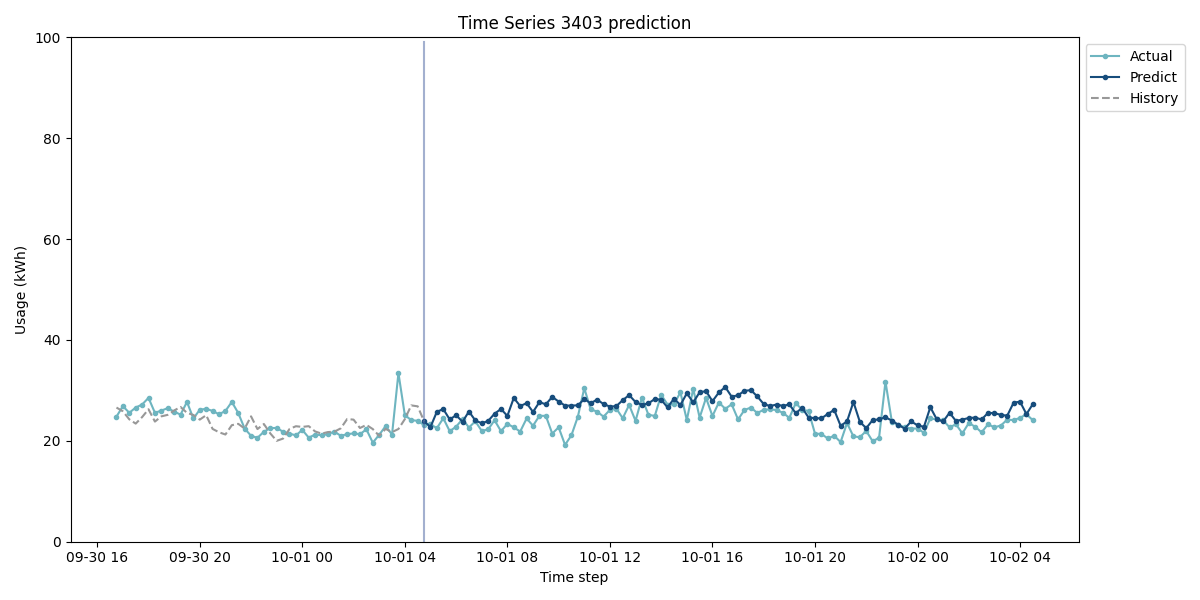 Time Series 3403 prediction
100
80
60
40
20
0
Usage (kWh)
09-30 16
09-30 20
10-01 00
10-01 04
10-01 08
10-01 12
10-01 16
10-01 20
10-02 00
10-02 04
Time step
Actual
Predict
History